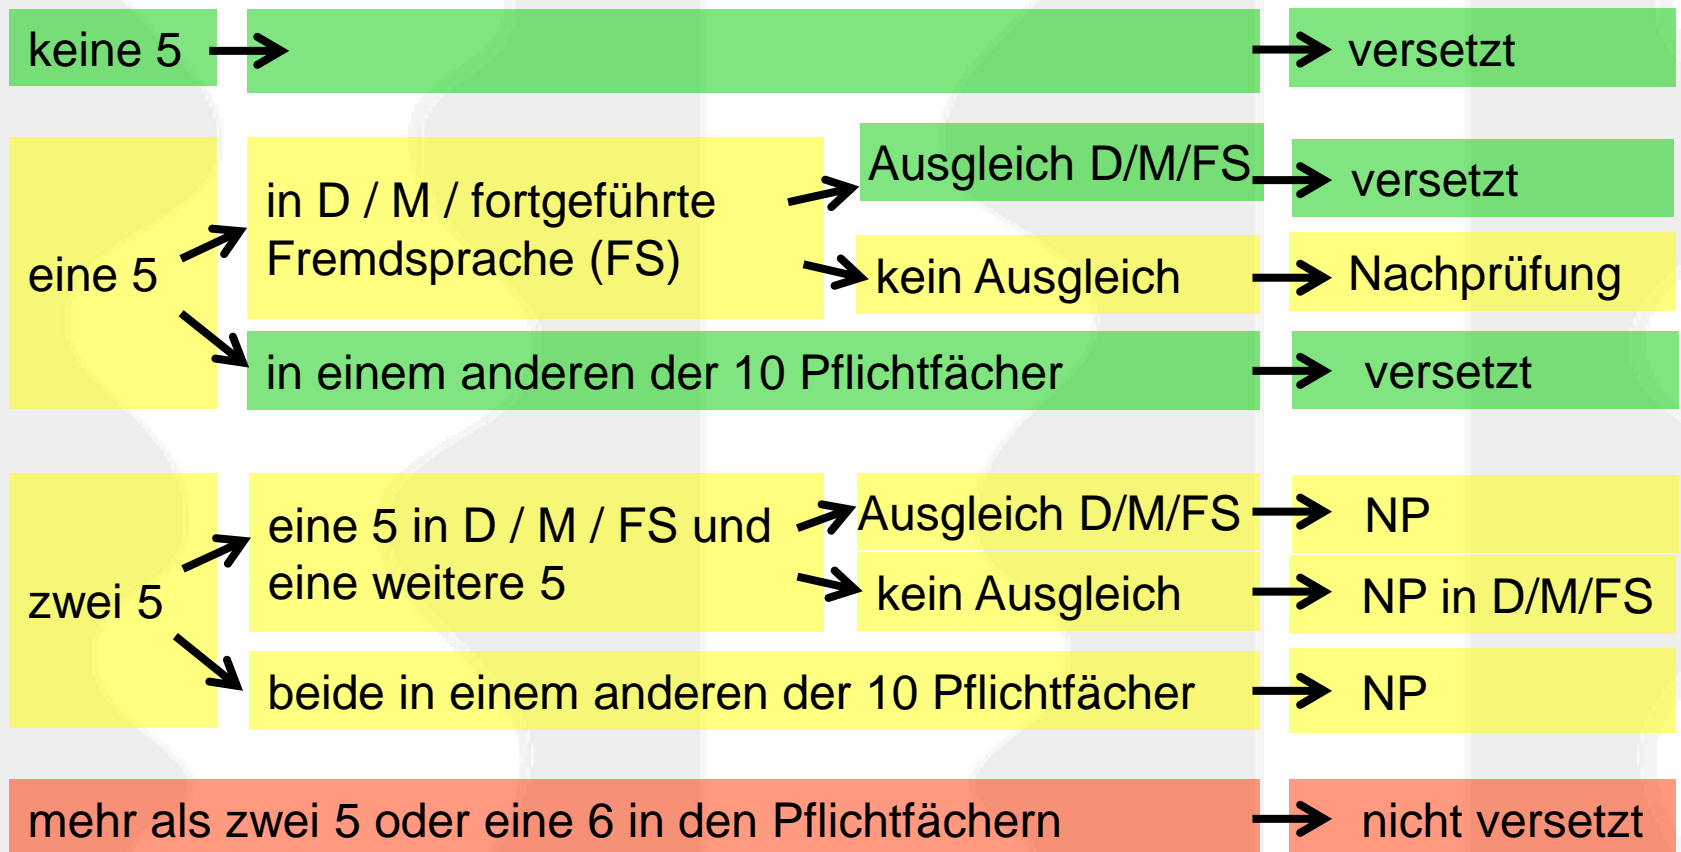 keine 5
versetzt
eine 5
in D / M / fortgeführte
Fremdsprache (FS)
Ausgleich D/M/FS
versetzt
kein Ausgleich
Nachprüfung
in einem anderen der 10 Pflichtfächer
versetzt
zwei 5
eine 5 in D / M / FS und
eine weitere 5
Ausgleich D/M/FS
NP
kein Ausgleich
NP in D/M/FS
beide in einem anderen der 10 Pflichtfächer
NP
mehr als zwei 5 oder eine 6 in den Pflichtfächern
nicht versetzt